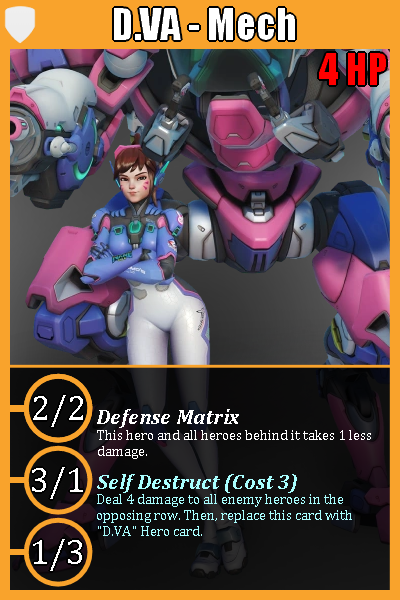 D.VA - Mech
4 HP
2/2
Defense Matrix
This hero and all heroes behind it takes 1 less
damage.
3/1
Self Destruct (Cost 3)
Deal 4 damage to all enemy heroes in the
opposing row. Then, replace this card with
"D.VA" Hero card.
1/3